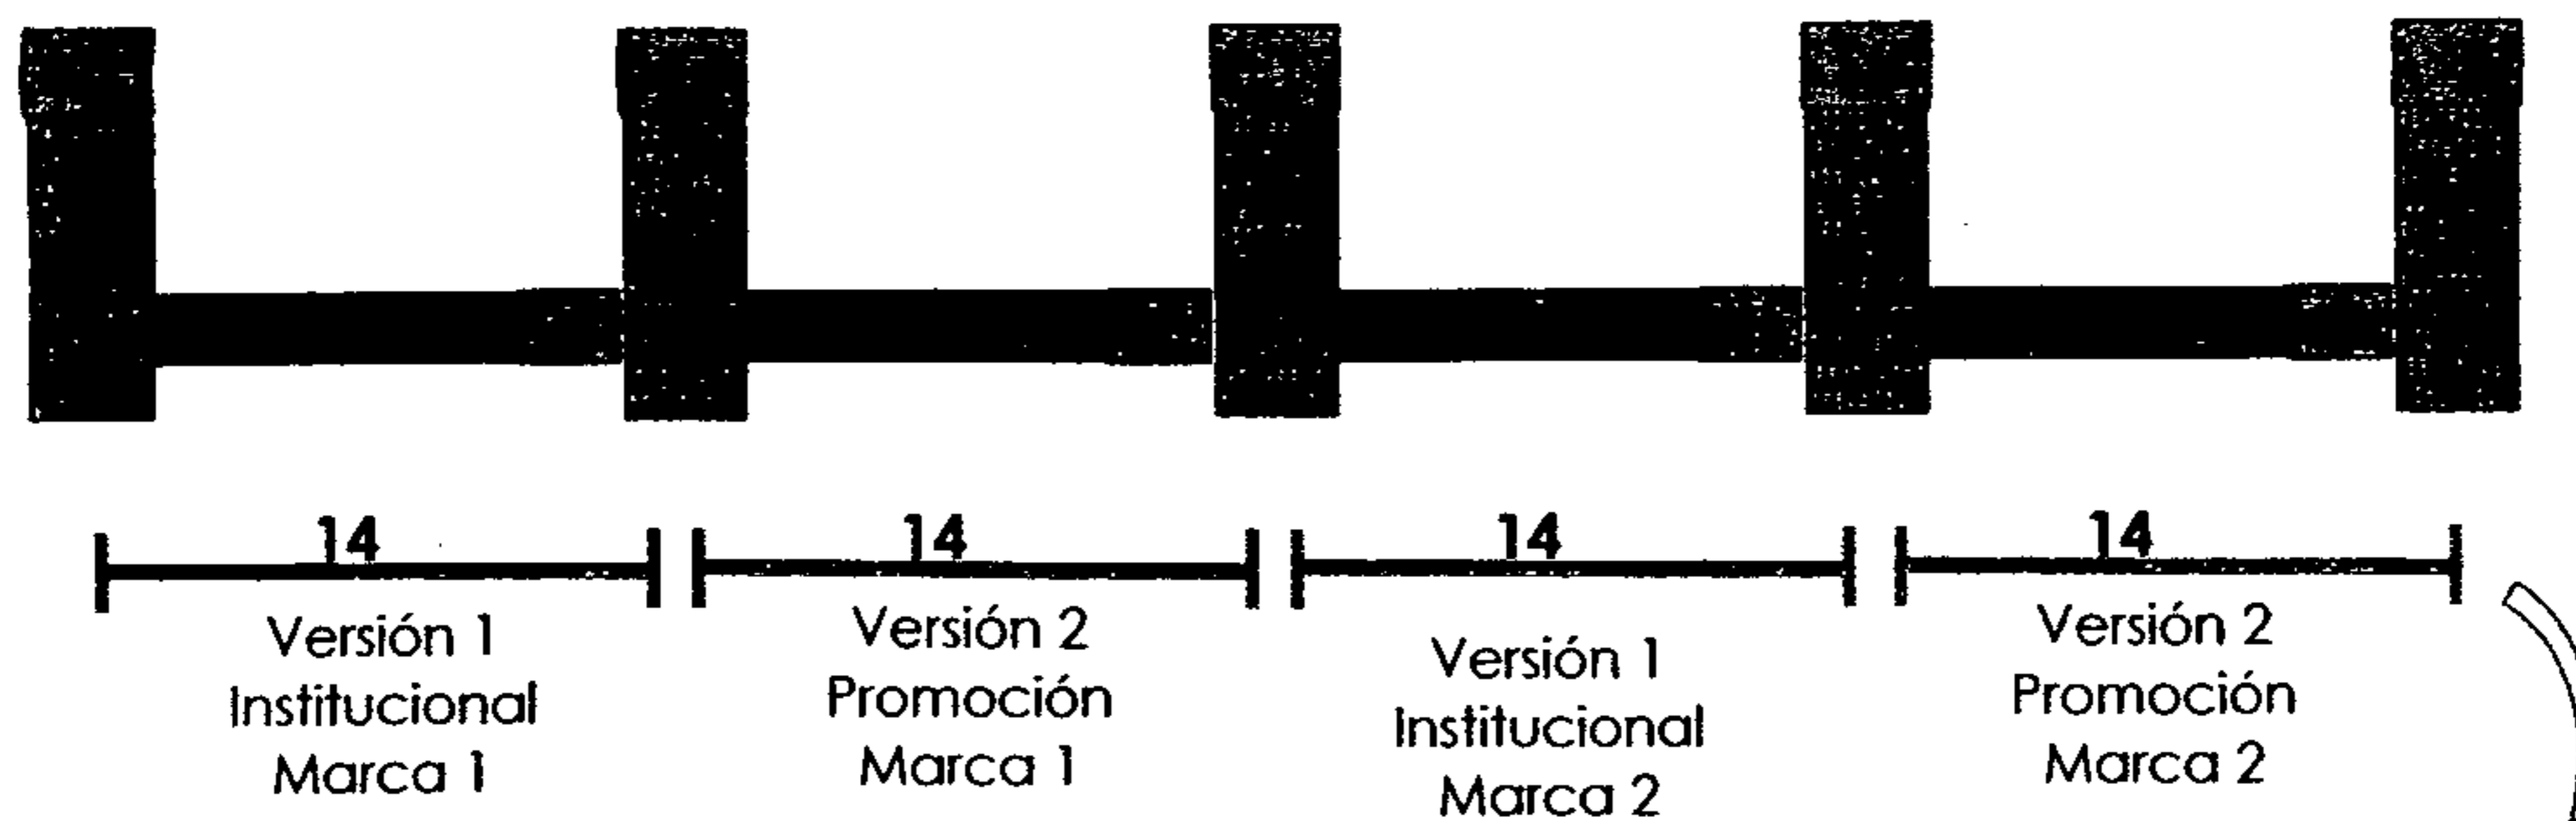 14 14 14 14
Versión 1
Institucional
Marca 1
Versión 2
Promoción
Marca 1
Versión 1
Institucional
Marca 2
Versión 2
Promoción
Marca 2